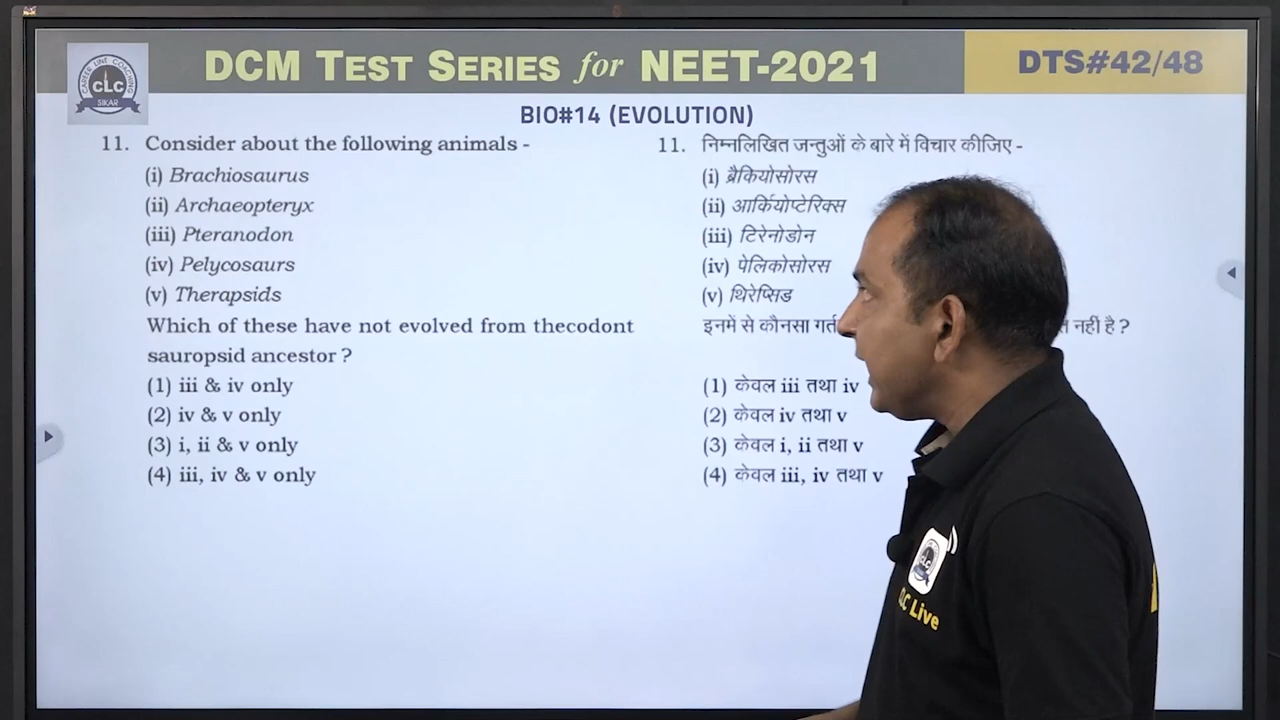 DCM TEST SERIES for NEET-2021
DTS#42/48
CAREER LINE COACHING
CLC
SIKAR
BIO#14 (EVOLUTION)
11. Consider about the following animals -
(i) Brachiosaurus
(ii) Archaeopteryx
(iii) Pteranodon
(iv) Pelycosaurs
(v) Therapsids
Which of these have not evolved from thecodont
sauropsid ancestor ?
(1) iii & iv only
(2) iv & v only
(3) i, ii & v only
(4) iii, iv & v only
11. निम्नलिखित जन्तुओं के बारे में विचार कीजिए -
(i) ब्रैकियोसोरस
(ii) आर्कियोप्टेरिक्स
(iii) टिरेनोडोन
(iv) पेलिकोसोरस
(v) थिरेप्सिड
इनमें से कौनसा नहीं है ?
(1) केवल iii तथा iv
(2) केवल iv तथा v
(3) केवल i, ii तथा v
(4) केवल iii, iv तथा v
CLC
CLC Live